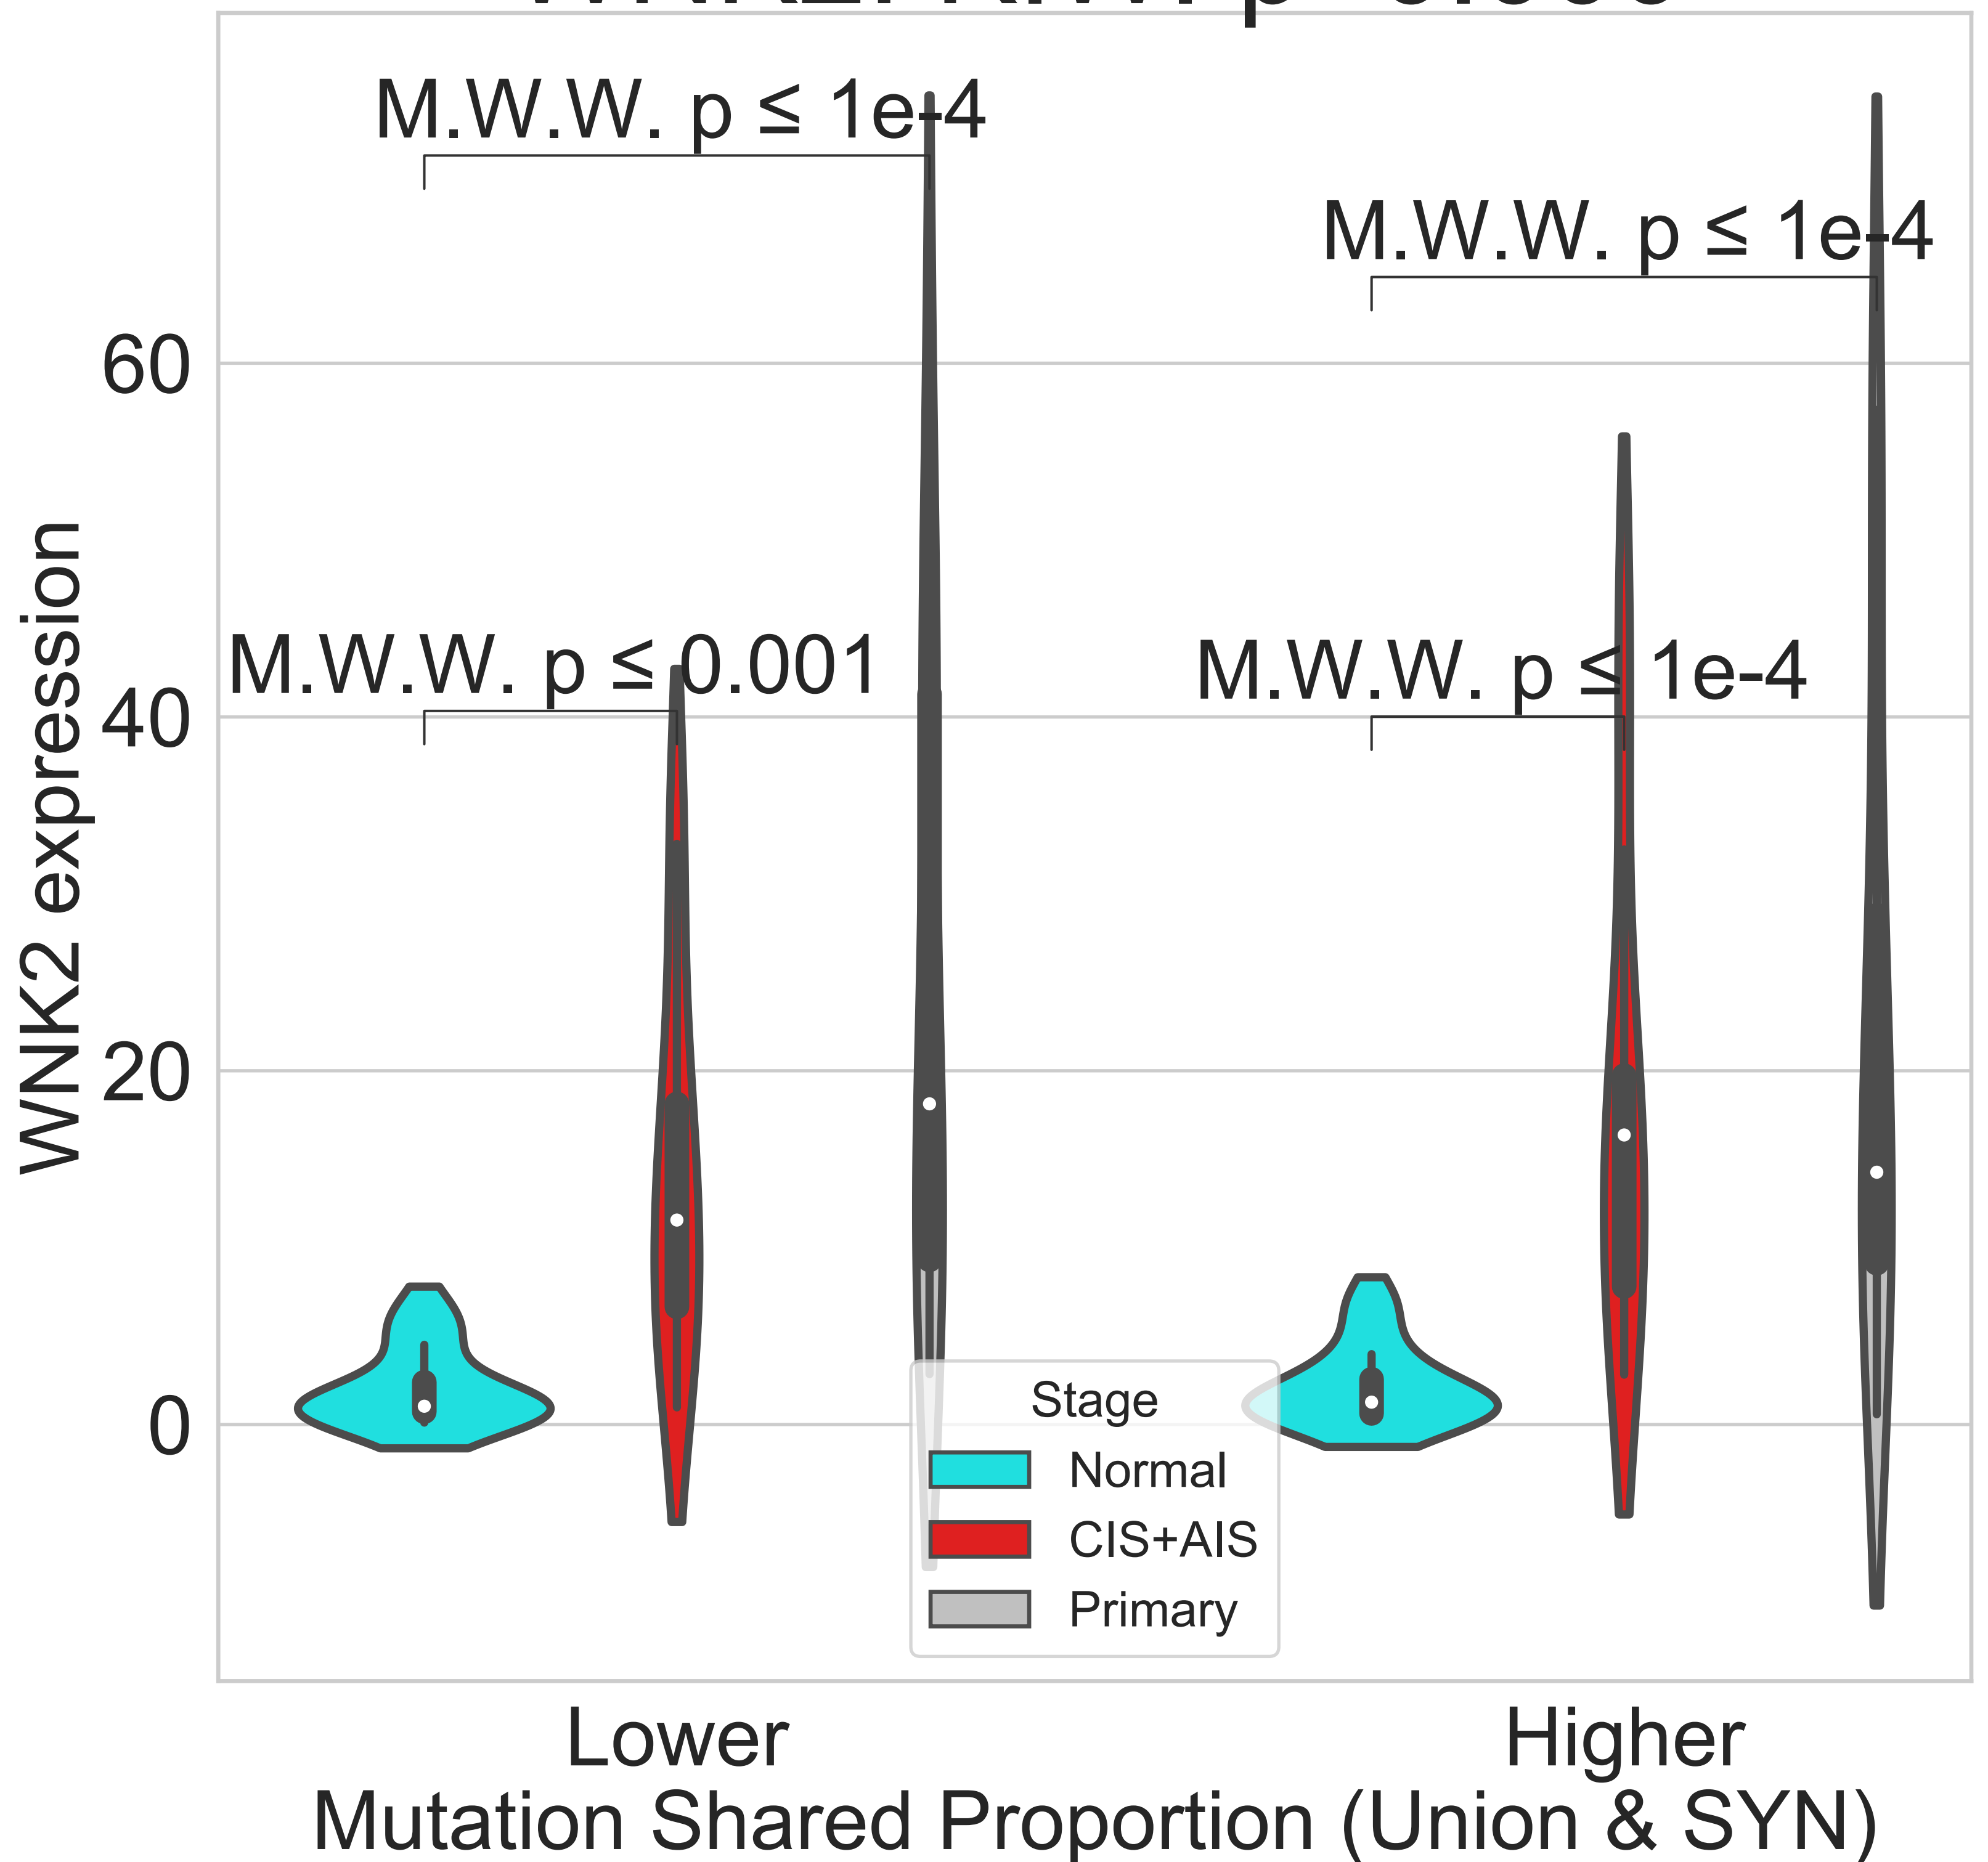 M.W.W. p ≤ 1e-4
M.W.W. p ≤ 1e-4
60
M.W.W. p ≤ 0.001
M.W.W. p ≤ 1e-4
40
WNK2 expression
20
0
Stage
Normal
CIS+AIS
Primary
Lower
Higher
Mutation Shared Proportion (Union & SYN)